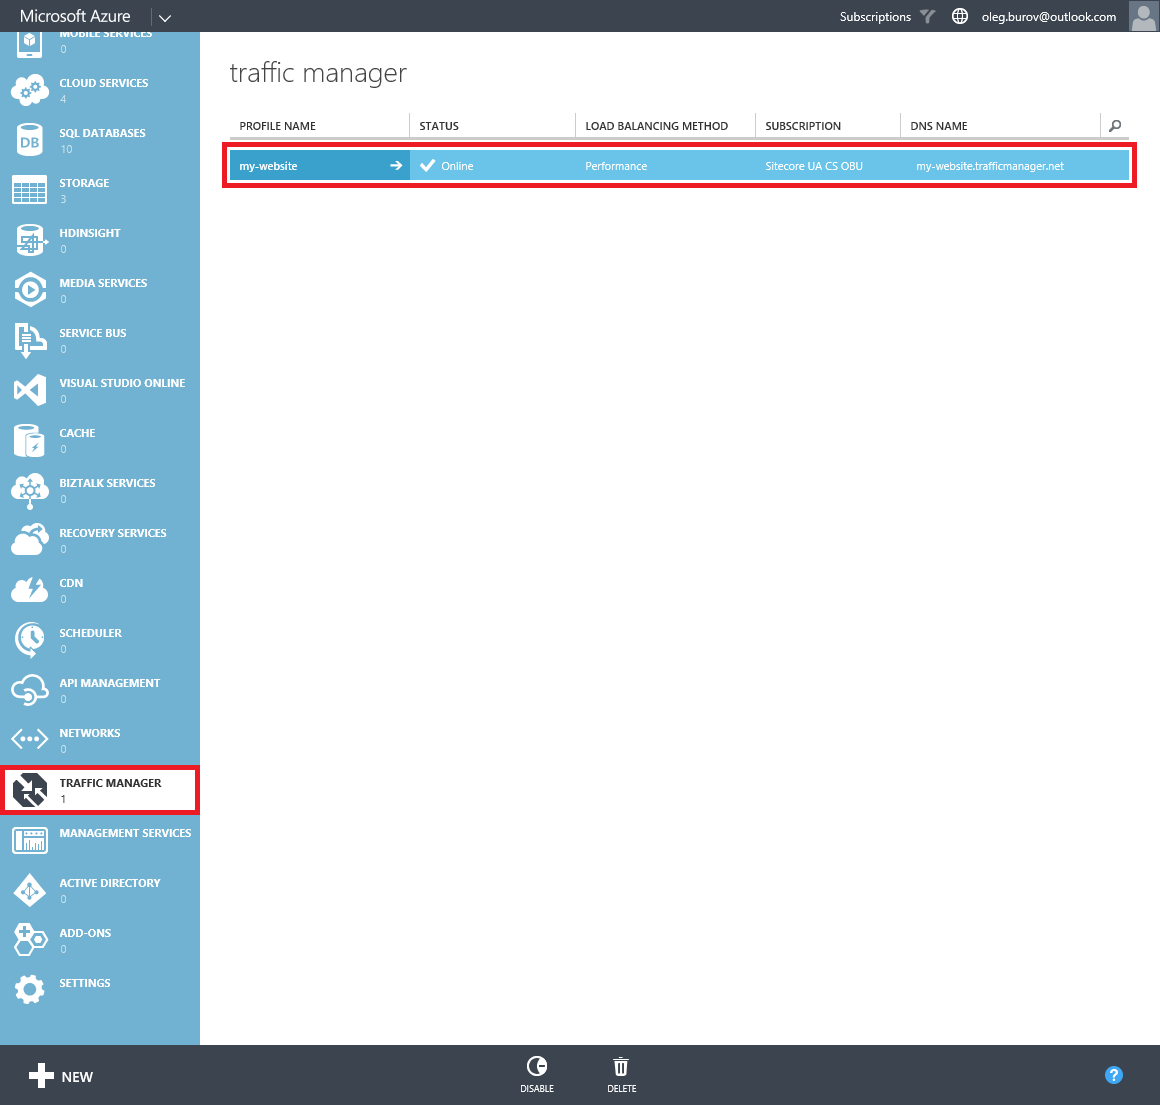 Microsoft Azure
Subscriptions
oleg.burov@outlook.com
MOBILE SERVICES
0
CLOUD SERVICES
4
SQL DATABASES
10
DB
STORAGE
3
HDINSIGHT
0
MEDIA SERVICES
0
SERVICE BUS
0
VISUAL STUDIO ONLINE
0
CACHE
0
BIZTALK SERVICES
0
RECOVERY SERVICES
0
CDN
0
SCHEDULER
0
API MANAGEMENT
0
NETWORKS
0
TRAFFIC MANAGER
1
MANAGEMENT SERVICES
ACTIVE DIRECTORY
0
ADD-ONS
0
SETTINGS
traffic manager
PROFILE NAME STATUS LOAD BALANCING METHOD SUBSCRIPTION DNS NAME
my-website Online Performance Sitecore UA CS OBU my-website.trafficmanager.net
NEW
DISABLE
DELETE
?